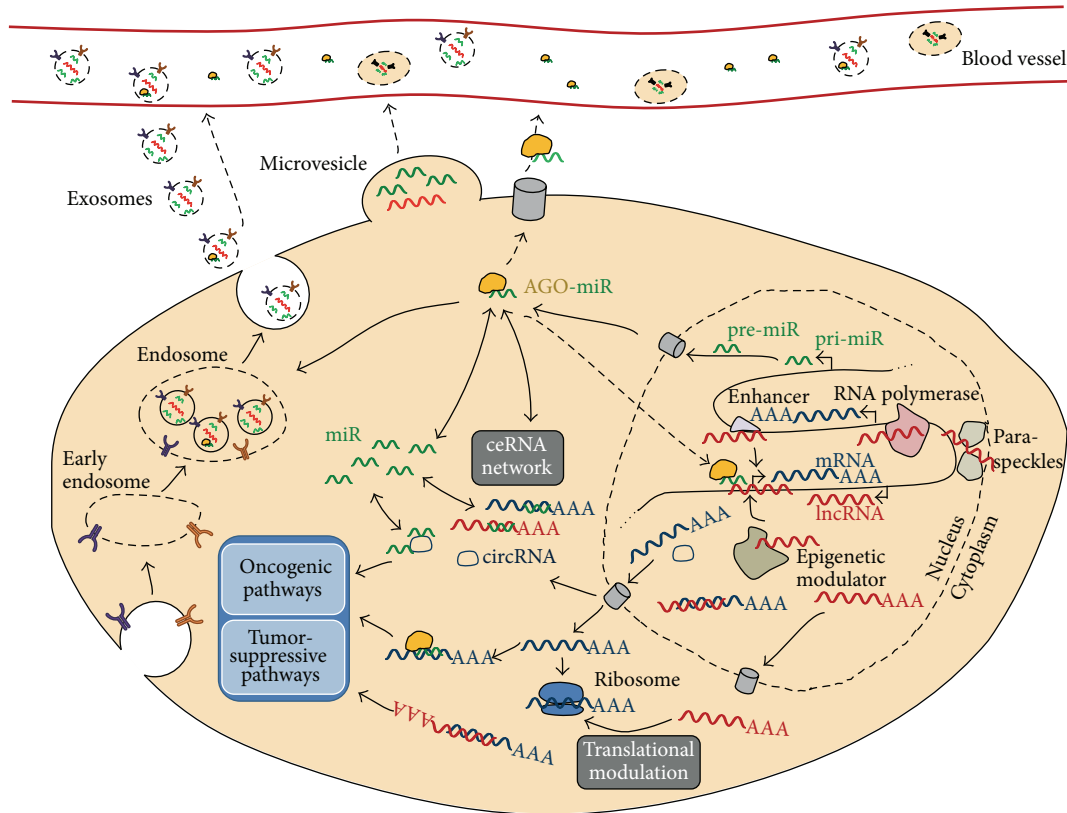 Blood vessel
Microvesicle
Exosomes
AGO-miR
pre-miR
pri-miR
Endosome
Enhancer
RNA polymerase
AAA
miR
ceRNA
network
Para-
speckles
Early
endosome
mRNA
AAA
AAA
lncRNA
AAA
AAA
circRNA
Nucleus
Cytoplasm
Epigenetic
modulator
Oncogenic
pathways
AAA
AAA
Tumor-
suppressive
pathways
AAA
AAA
Ribosome
AAA
AAA
AAA
AAA
Translational
modulation